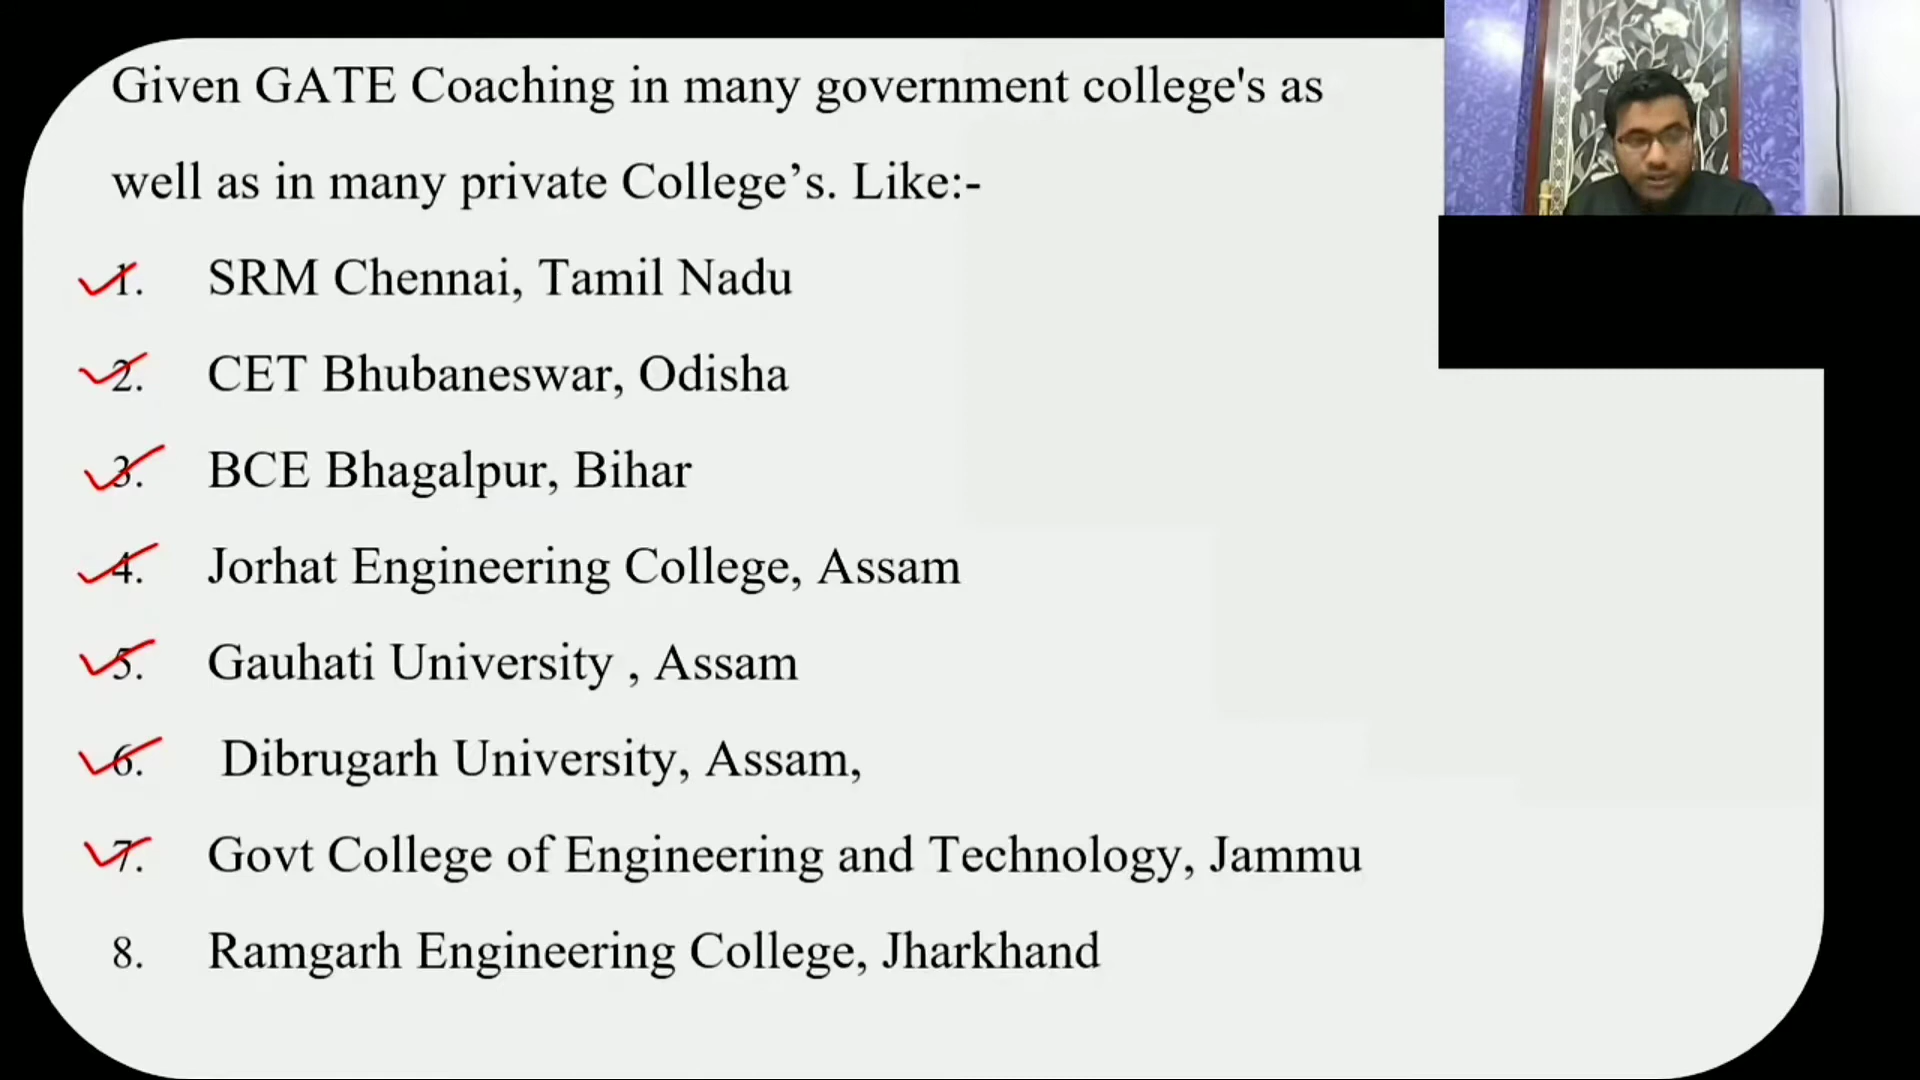 Given GATE Coaching in many government college's as
well as in many private College’s. Like:-
1. SRM Chennai, Tamil Nadu
2. CET Bhubaneswar, Odisha
3. BCE Bhagalpur, Bihar
4. Jorhat Engineering College, Assam
5. Gauhati University , Assam
6. Dibrugarh University, Assam,
7. Govt College of Engineering and Technology, Jammu
8. Ramgarh Engineering College, Jharkhand